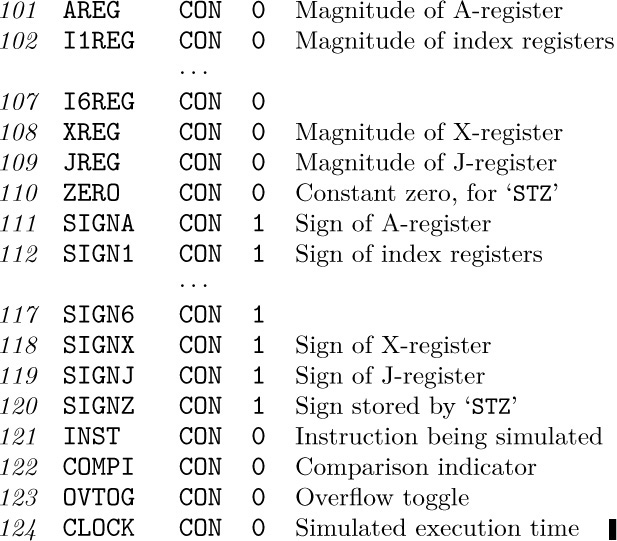 101 AREG CON 0 Magnitude of A-register
102 I1REG CON 0 Magnitude of index registers
...
107 I6REG CON 0
108 XREG CON 0 Magnitude of X-register
109 JREG CON 0 Magnitude of J-register
110 ZERO CON 0 Constant zero, for ‘STZ’
111 SIGNA CON 1 Sign of A-register
112 SIGN1 CON 1 Sign of index registers
...
117 SIGN6 CON 1
118 SIGNX CON 1 Sign of X-register
119 SIGNJ CON 1 Sign of J-register
120 SIGNZ CON 1 Sign stored by ‘STZ’
121 INST CON 0 Instruction being simulated
122 COMPI CON 0 Comparison indicator
123 OVTOG CON 0 Overflow toggle
124 CLOCK CON 0 Simulated execution time